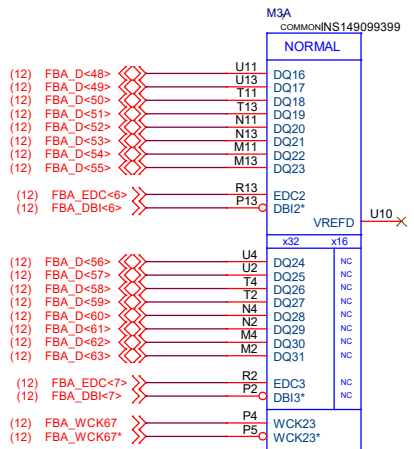 M3A
COMMON INS149099399
NORMAL
(12) FBA_D<48> U11 DQ16
(12) FBA_D<49> U13 DQ17
(12) FBA_D<50> T11 DQ18
(12) FBA_D<51> T13 DQ19
(12) FBA_D<52> N11 DQ20
(12) FBA_D<53> N13 DQ21
(12) FBA_D<54> M11 DQ22
(12) FBA_D<55> M13 DQ23
(12) FBA_EDC<6> R13 EDC2
(12) FBA_DBI<6> P13 DBI2*
VREFD U10
x32 x16
(12) FBA_D<56> U4 DQ24 NC
(12) FBA_D<57> U2 DQ25 NC
(12) FBA_D<58> T4 DQ26 NC
(12) FBA_D<59> T2 DQ27 NC
(12) FBA_D<60> N4 DQ28 NC
(12) FBA_D<61> N2 DQ29 NC
(12) FBA_D<62> M4 DQ30 NC
(12) FBA_D<63> M2 DQ31 NC
(12) FBA_EDC<7> R2 EDC3 NC
(12) FBA_DBI<7> P2 DBI3* NC
(12) FBA_WCK67 P4 WCK23
(12) FBA_WCK67* P5 WCK23*